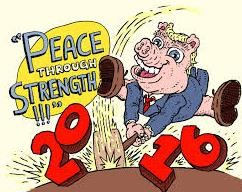 "PEACE
THROUGH
STRENGTH
!!!"
2016